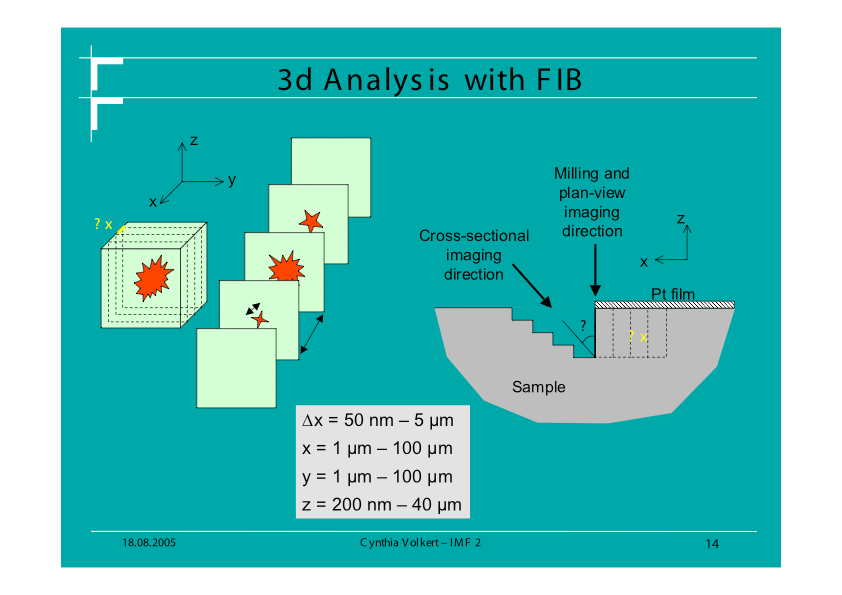 3d Analysis with FIB
z
y
x
? x
Milling and
plan-view
imaging
direction
Cross-sectional
imaging
direction
z
x
Pt film
?
? x
Sample
Δx = 50 nm – 5 µm
x = 1 µm – 100 µm
y = 1 µm – 100 µm
z = 200 nm – 40 µm
18.08.2005
Cynthia Volkert – IMF 2
14